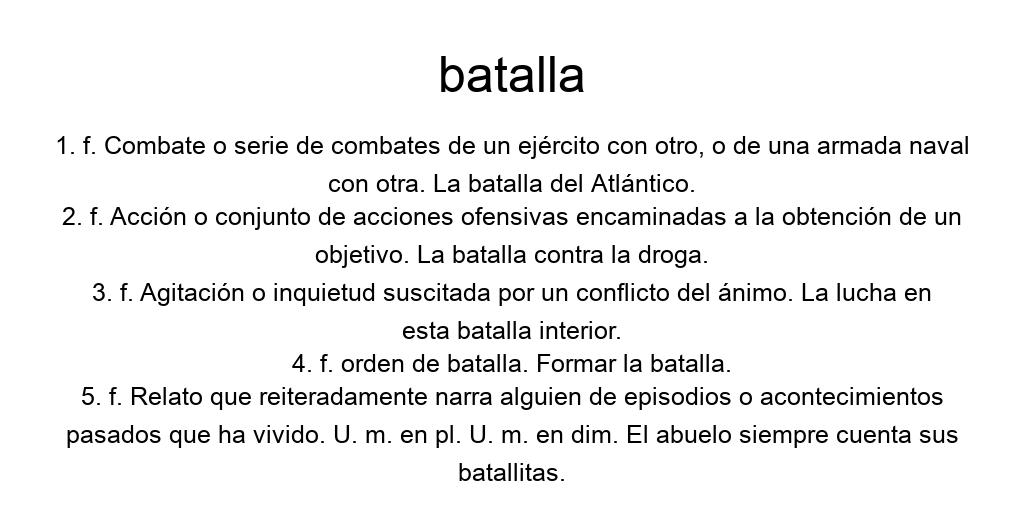 batalla
1. f. Combate o serie de combates de un ejército con otro, o de una armada naval
con otra. La batalla del Atlántico.
2. f. Acción o conjunto de acciones ofensivas encaminadas a la obtención de un
objetivo. La batalla contra la droga.
3. f. Agitación o inquietud suscitada por un conflicto del ánimo. La lucha en
esta batalla interior.
4. f. orden de batalla. Formar la batalla.
5. f. Relato que reiteradamente narra alguien de episodios o acontecimientos
pasados que ha vivido. U. m. en pl. U. m. en dim. El abuelo siempre cuenta sus
batallitas.